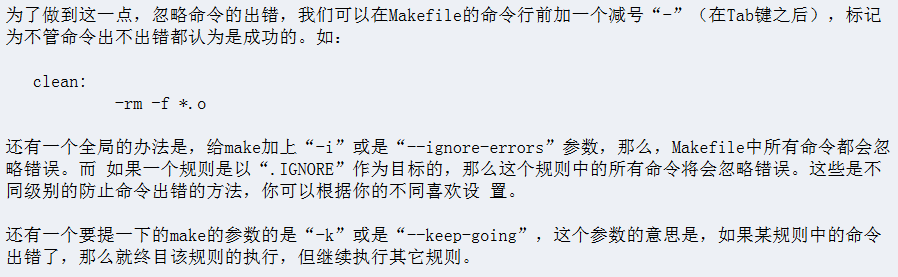 为了做到这一点，忽略命令的出错，我们可以在Makefile的命令行前加一个减号“-”（在Tab键之后），标记
为不管命令出不出错都认为是成功的。如：
clean:
-rm -f *.o
还有一个全局的办法是，给make加上“-i”或是“--ignore-errors”参数，那么，Makefile中所有命令都会忽
略错误。而 如果一个规则是以“.IGNORE”作为目标的，那么这个规则中的所有命令将会忽略错误。这些是不
同级别的防止命令出错的方法，你可以根据你的不同喜欢设 置。
还有一个要提一下的make的参数的是“-k”或是“--keep-going”，这个参数的意思是，如果某规则中的命令
出错了，那么就终目该规则的执行，但继续执行其它规则。